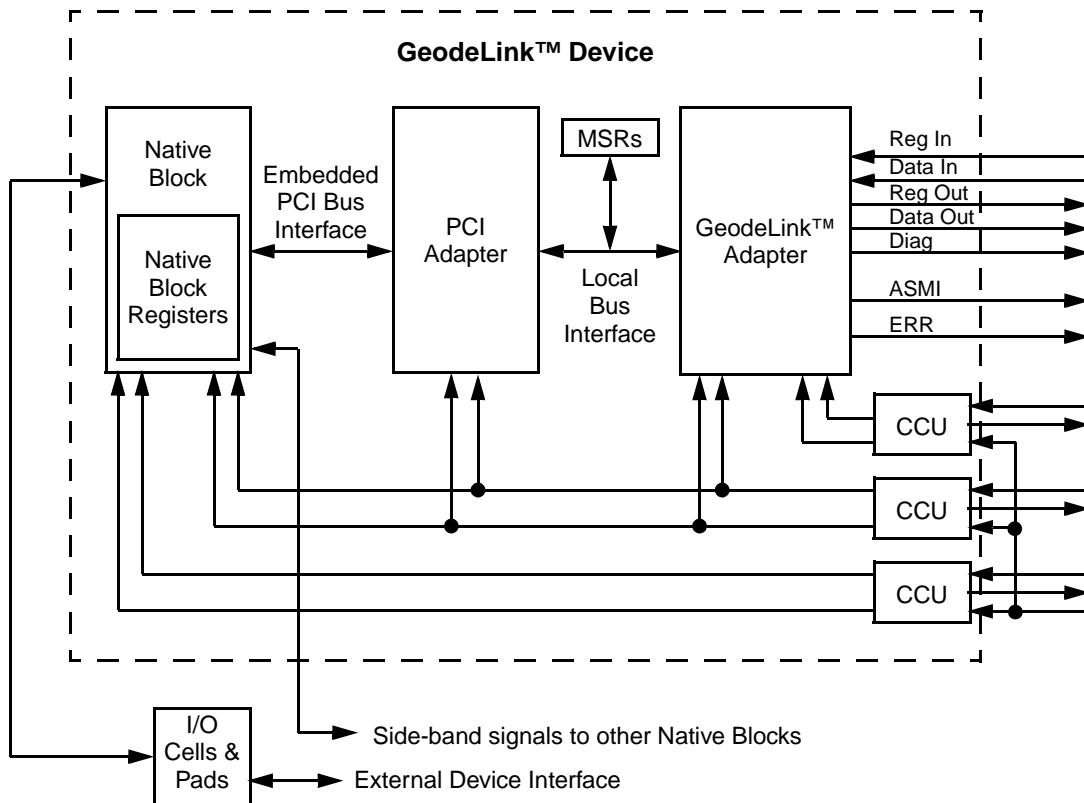 GeodeLink™ Device
Native
Block
Native
Block
Registers
Embedded
PCI Bus
Interface
PCI
Adapter
MSRs
Local
Bus
Interface
GeodeLink™
Adapter
Reg In
Data In
Reg Out
Data Out
Diag
ASMI
ERR
CCU
CCU
CCU
I/O
Cells &
Pads
Side-band signals to other Native Blocks
External Device Interface